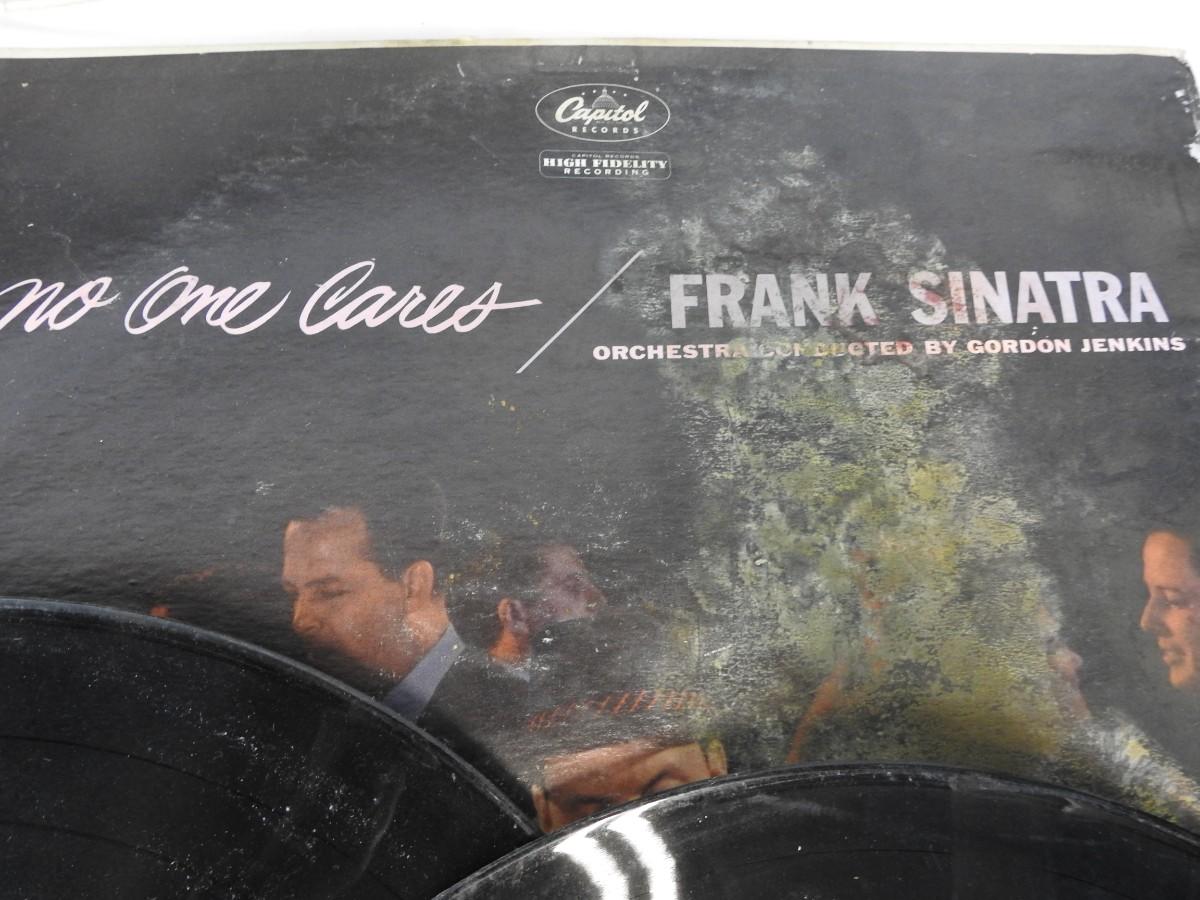 Capitol
RECORDS
CAPITOL RECORDS
HIGH FIDELITY
RECORDING
no One Cares / FRANK SINATRA
ORCHESTRA CONDUCTED BY GORDON JENKINS